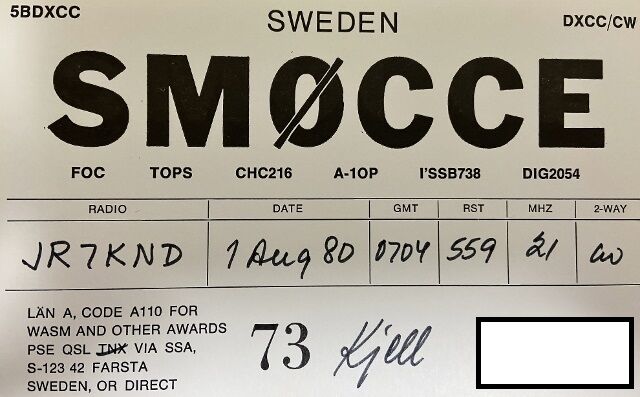 5BDXCC
SWEDEN
DXCC/CW
SMØCCE
FOC TOPS CHC216 A-1OP I'SSB738 DIG2054
RADIO DATE GMT RST MHZ 2-WAY
JR7KND 1 Aug 80 0704 559 21 cw
LÄN A, CODE A110 FOR
WASM AND OTHER AWARDS
PSE QSL TNX VIA SSA,
S-123 42 FARSTA
SWEDEN, OR DIRECT
73 Kjell